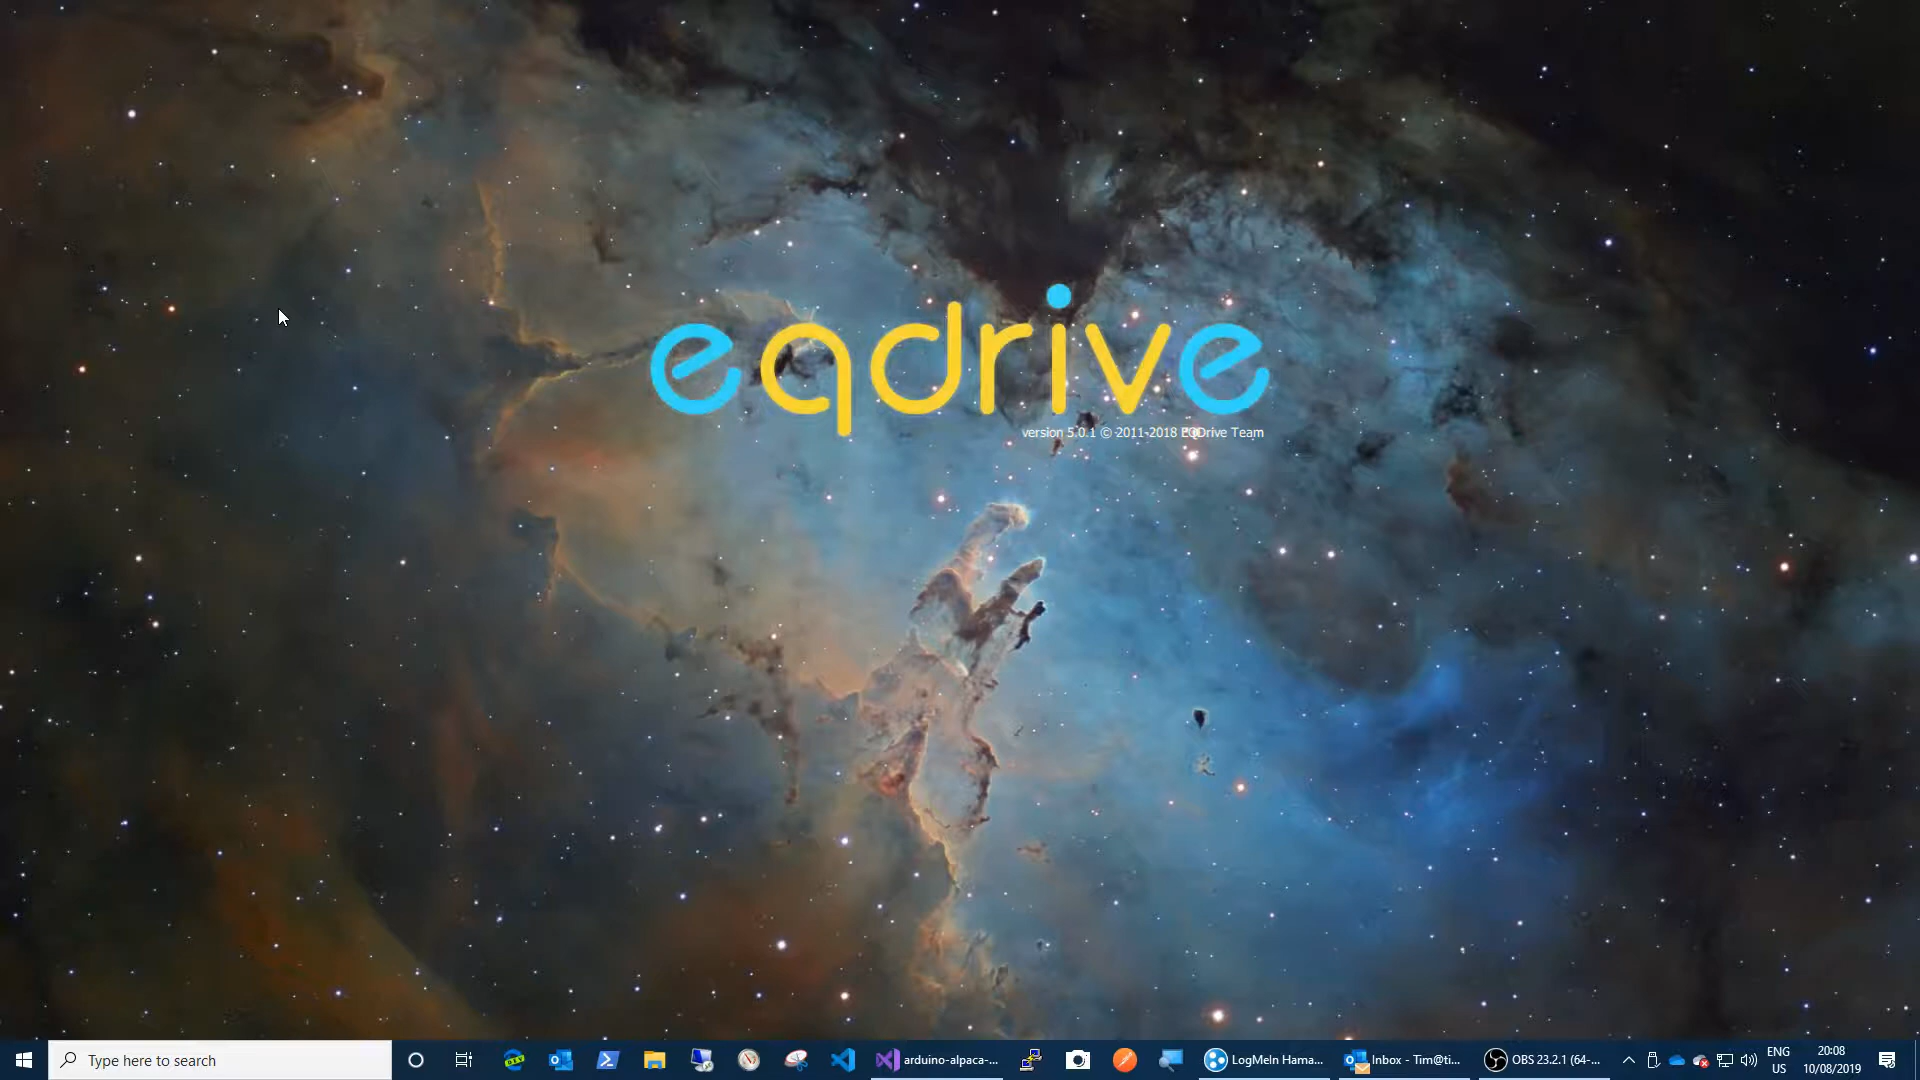 eqdrive
version 5.0.1 © 2011-2018 EQDrive Team
Type here to search
DEV
arduino-alpaca-...
LogMeIn Hama...
Inbox - Tim@ti...
OBS 23.2.1 (64-...
ENG
US
20:08
10/08/2019